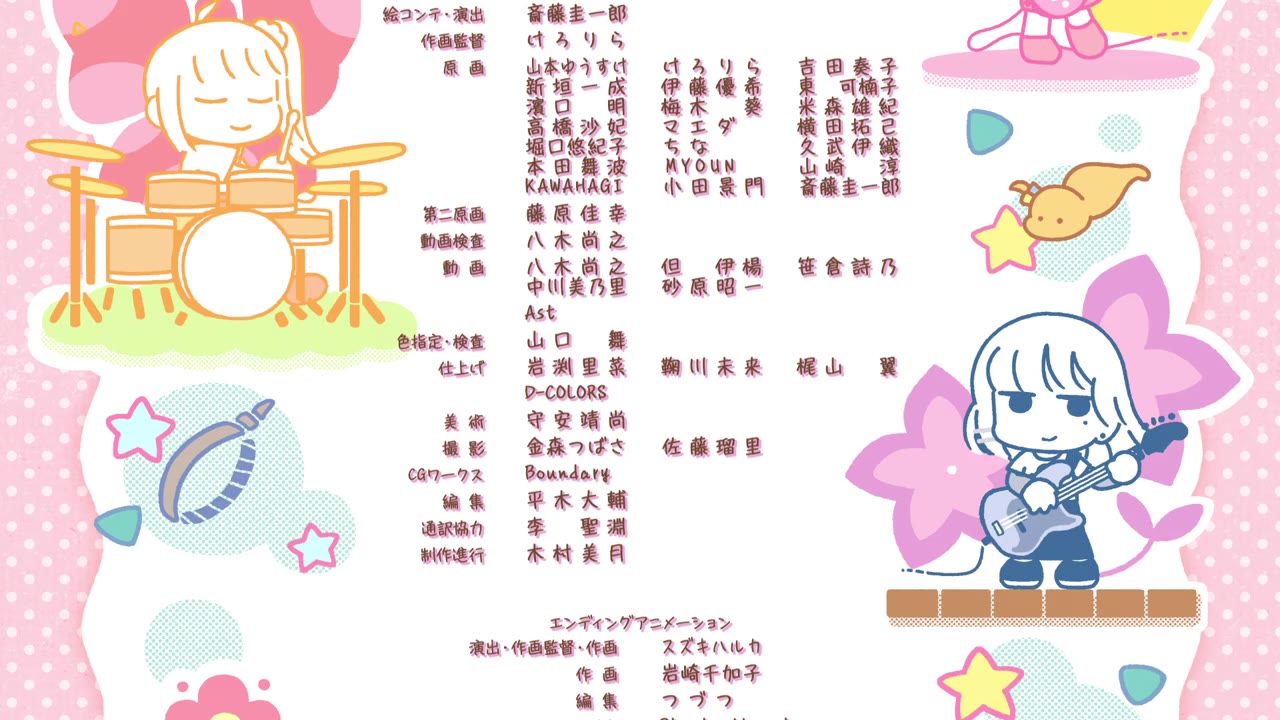 絵コンテ・演出 斎藤圭一郎
作画監督 けろりら
原画 山本ゆうすけ けろりら 吉田奏子
新垣一成 伊藤優希 東 可楠子
濱口 明 梅木 葵 米森雄紀
高橋沙妃 マエダ 横田拓己
堀口悠紀子 ちな 久武伊織
本田舞波 MYOUN 山崎 淳
KAWAHAGI 小田景門 斎藤圭一郎
第二原画 藤原佳幸
動画検査 八木尚之
動画 八木尚之 但 伊楊 笹倉詩乃
中川美乃里 砂原昭一
Ast
色指定・検査 山口 舞
仕上げ 岩渕里菜 鞠川未来 梶山 翼
D-COLORS
美術 守安靖尚
撮影 金森つばさ 佐藤瑠里
CGワークス Boundary
編集 平木大輔
通訳協力 李 聖淵
制作進行 木村美月
エンディングアニメーション
演出・作画監督・作画 スズキハルカ
作画 岩崎千加子
編集 つづつ